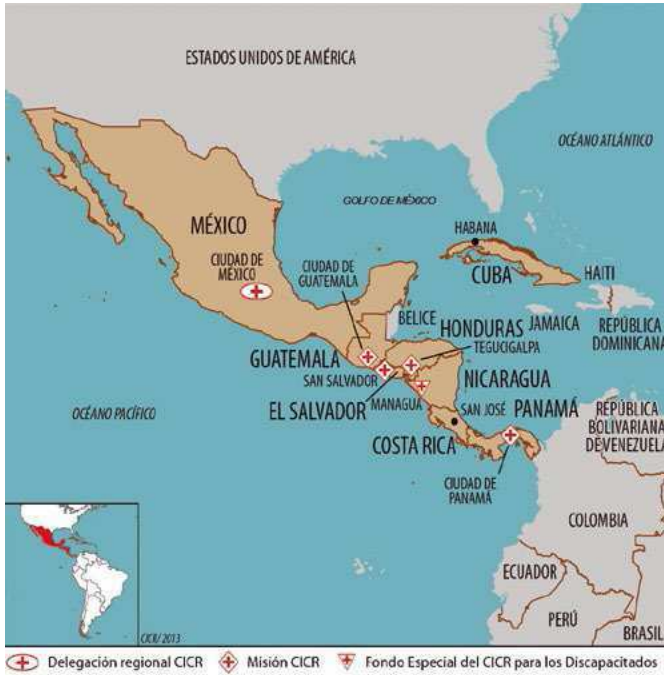 ESTADOS UNIDOS DE AMÉRICA
OCÉANO ATLÁNTICO
GOLFO DE MÉXICO
MÉXICO
HABANA
CIUDAD DE
MÉXICO
CIUDAD DE
GUATEMALA
CUBA
HAITI
BELICE
HONDURAS
JAMAICA
REPÚBLICA
DOMINICANA
TEGUCIGALPA
GUATEMALA
SAN SALVADOR
NICARAGUA
EL SALVADOR
MANAGUA
OCÉANO PACÍFICO
SAN JOSÉ
PANAMÁ
REPÚBLICA
BOLIVARIANA
DE VENEZUELA
COSTA RICA
CIUDAD DE
PANAMÁ
COLOMBIA
ECUADOR
PERÚ
BRASIL
CICR/ 2013
Delegación regional CICR
Misión CICR
Fondo Especial del CICR para los Discapacitados